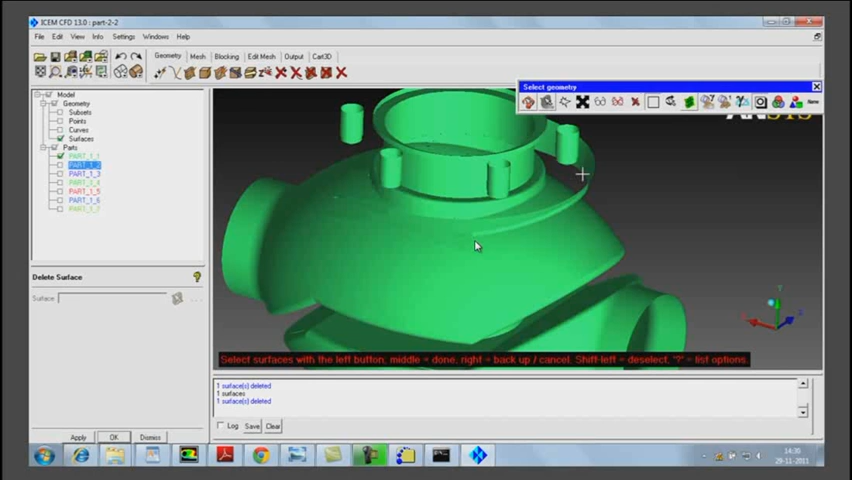 ICEM CFD 13.0 : part-2-2
File Edit View Info Settings Windows Help
Geometry Mesh Blocking Edit Mesh Output Cart3D
Select geometry
Model
Geometry
Subsets
Points
Curves
Surfaces
Parts
PART_1_1
PART_1_2
PART_1_3
PART_1_4
PART_1_5
PART_1_6
PART_1_7
Delete Surface
Surface
Select surfaces with the left button, middle = done, right = back up / cancel. Shift-left = deselect, '?' = list options.
1 surface(s) deleted
1 surfaces
1 surface(s) deleted
Log Save Clear
Apply OK Dismiss
14:30
29-11-2011